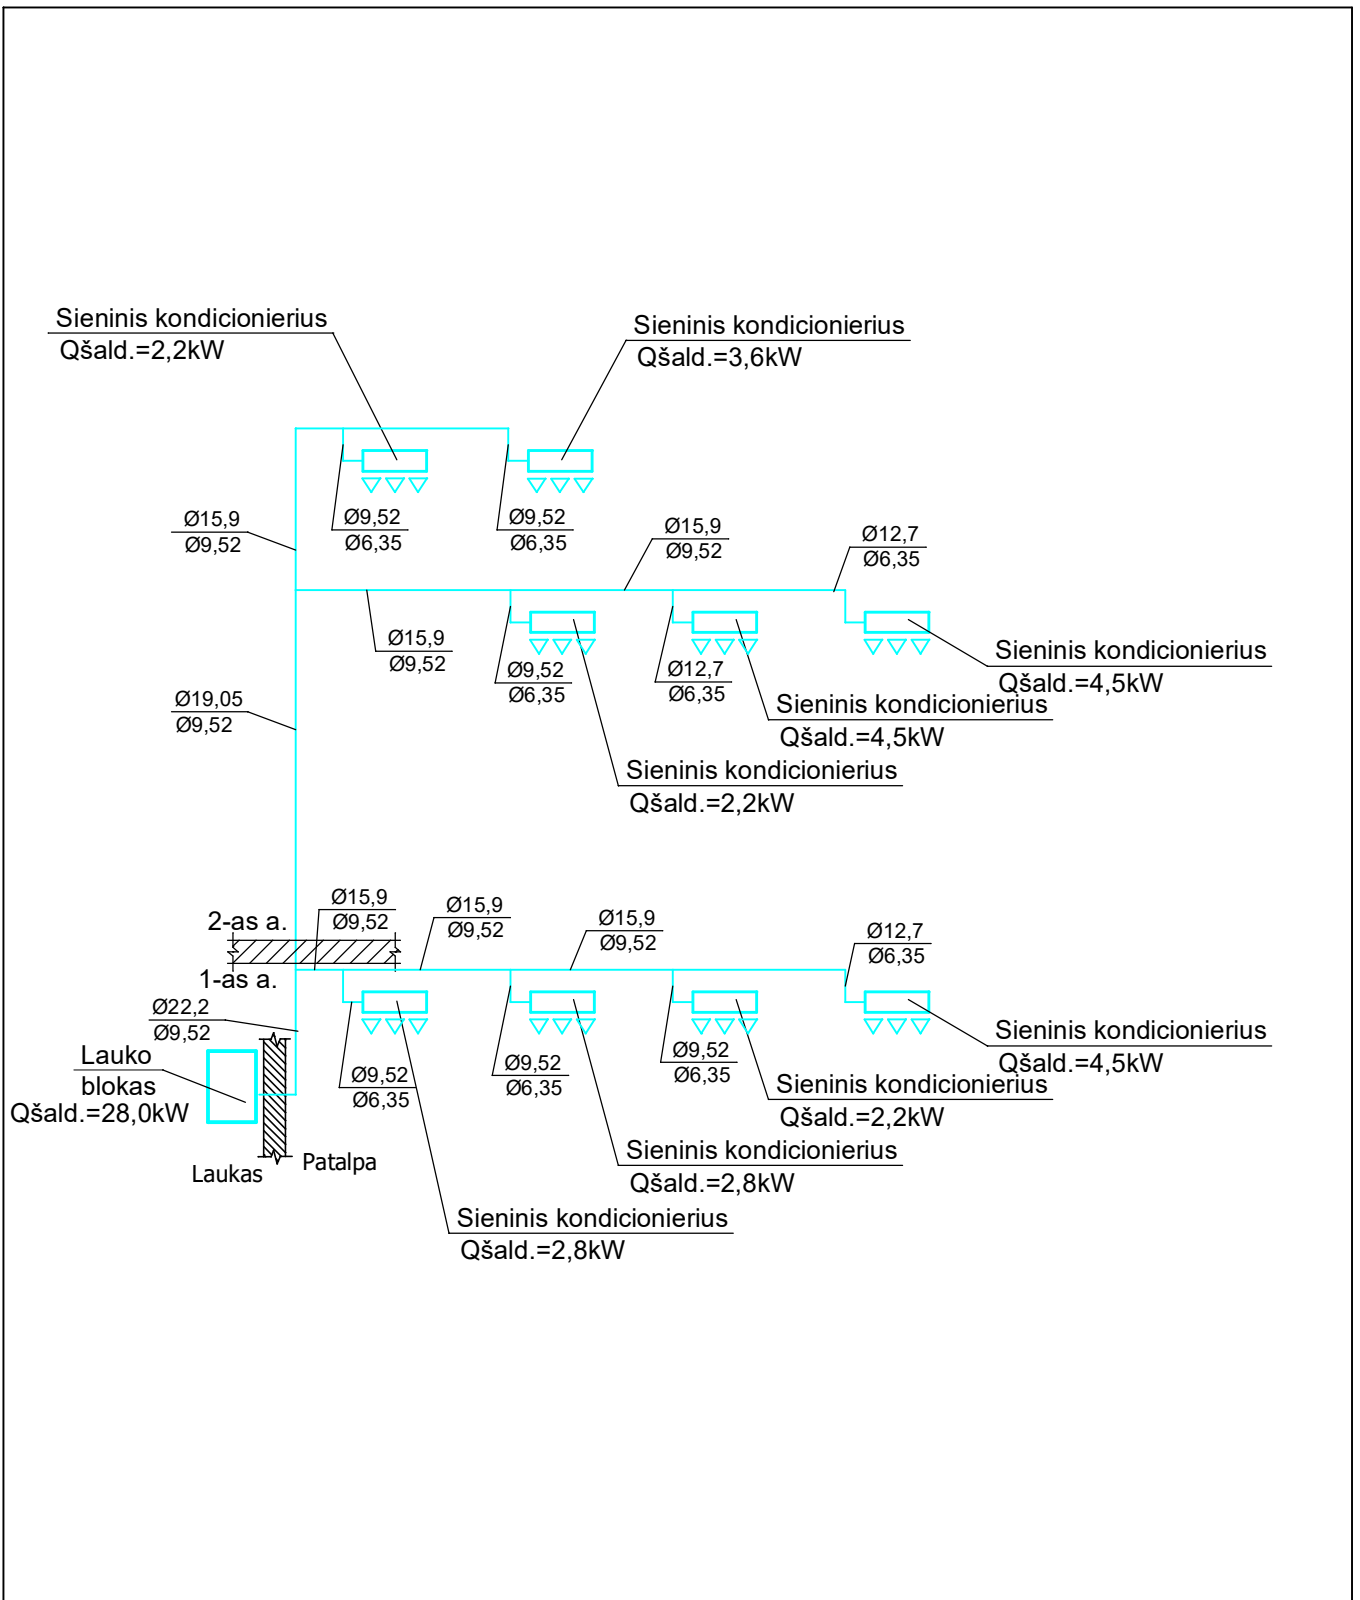 Sieninis kondicionierius
Qšald.=2,2kW
Sieninis kondicionierius
Qšald.=3,6kW
Ø9,52
Ø6,35
Ø9,52
Ø6,35
Ø15,9
Ø9,52
Ø15,9
Ø9,52
Ø12,7
Ø6,35
Ø15,9
Ø9,52
Ø9,52
Ø6,35
Ø12,7
Ø6,35
Sieninis kondicionierius
Qšald.=4,5kW
Sieninis kondicionierius
Qšald.=4,5kW
Sieninis kondicionierius
Qšald.=2,2kW
Ø19,05
Ø9,52
2-as a.
1-as a.
Ø15,9
Ø9,52
Ø15,9
Ø9,52
Ø15,9
Ø9,52
Ø12,7
Ø6,35
Ø22,2
Ø9,52
Lauko
blokas
Qšald.=28,0kW
Laukas
Patalpa
Ø9,52
Ø6,35
Ø9,52
Ø6,35
Ø9,52
Ø6,35
Sieninis kondicionierius
Qšald.=4,5kW
Sieninis kondicionierius
Qšald.=2,2kW
Sieninis kondicionierius
Qšald.=2,8kW
Sieninis kondicionierius
Qšald.=2,8kW